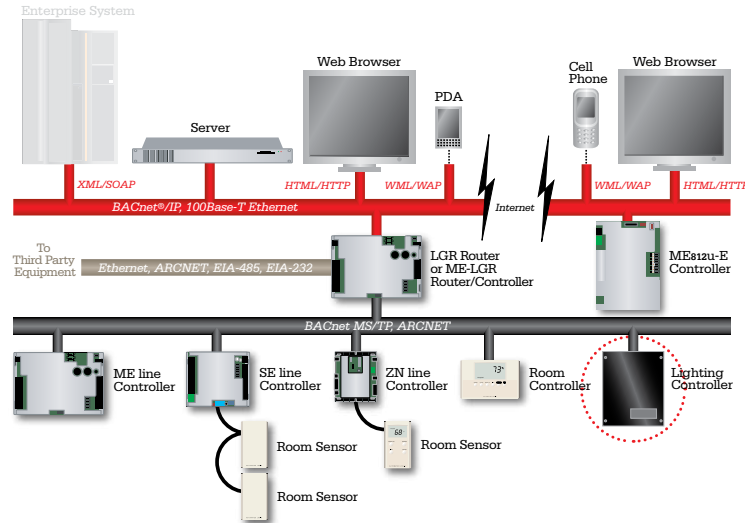 Enterprise System
Server
Web Browser
PDA
Cell
Phone
Web Browser
XML/SOAP
HTML/HTTP
WML/WAP
WML/WAP
HTML/HTTP
BACnet®/IP, 100Base-T Ethernet
Internet
To
Third Party
Equipment
Ethernet, ARCNET, EIA-485, EIA-232
LGR Router
or ME-LGR
Router/Controller
ME812u-E
Controller
BACnet MS/TP, ARCNET
ME line
Controller
SE line
Controller
ZN line
Controller
73°
Room
Controller
Lighting
Controller
Room Sensor
68°
Room Sensor
Room Sensor